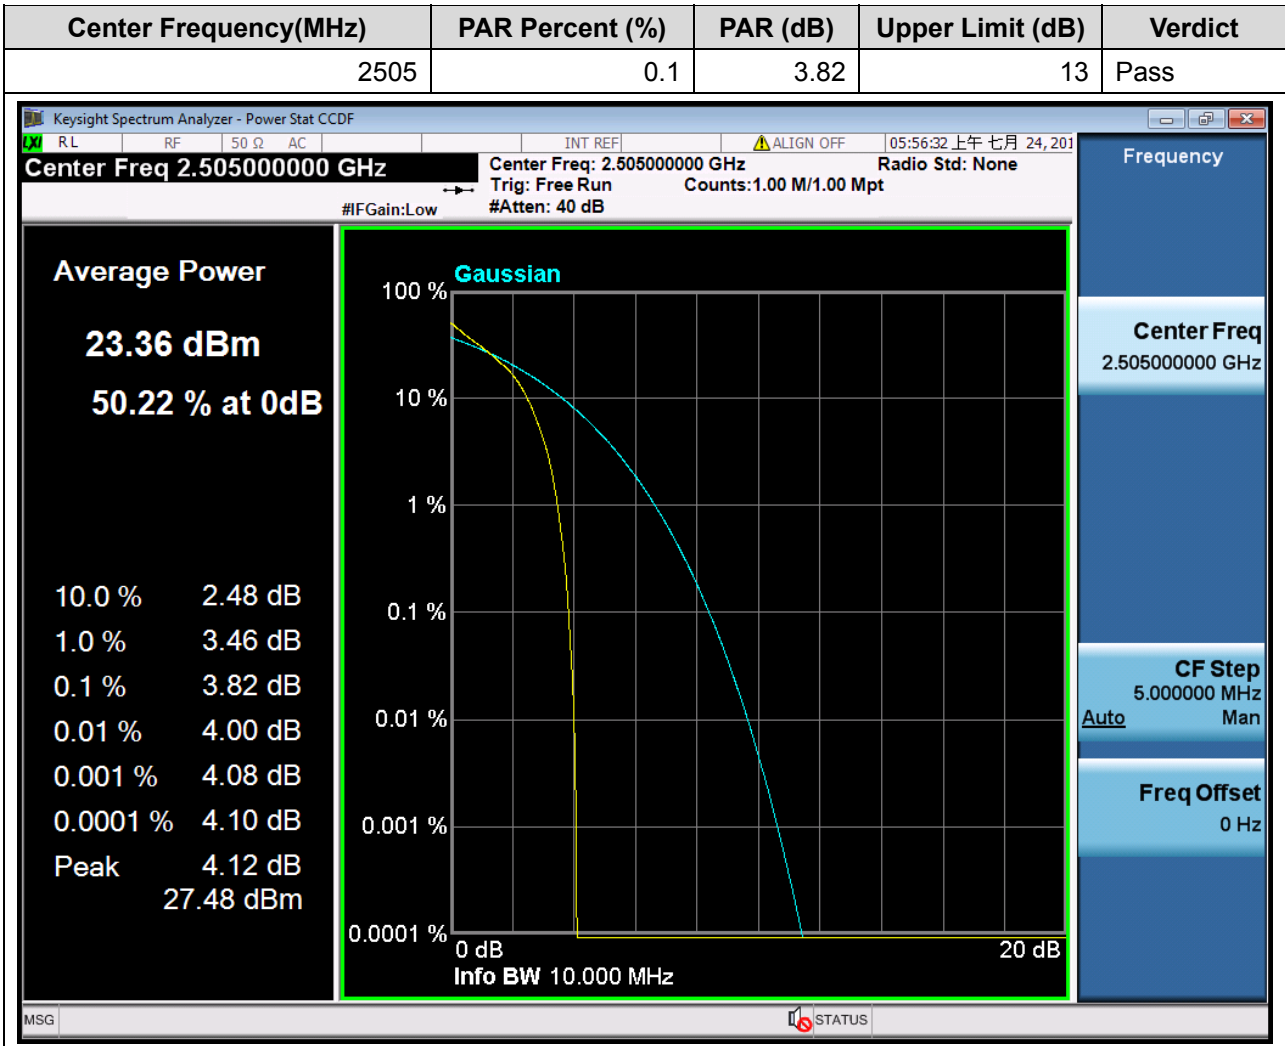 Center Frequency(MHz) PAR Percent (%) PAR (dB) Upper Limit (dB) Verdict
2505 0.1 3.82 13 Pass
Keysight Spectrum Analyzer - Power Stat CCDF
LXI RL RF 50 Ω AC INT REF ALIGN OFF 05:56:32 上午 七月 24, 201
Center Freq 2.505000000 GHz
#IFGain:Low
Center Freq: 2.505000000 GHz Radio Std: None
Trig: Free Run Counts:1.00 M/1.00 Mpt
#Atten: 40 dB
Average Power
23.36 dBm
50.22 % at 0dB
10.0 % 2.48 dB
1.0 % 3.46 dB
0.1 % 3.82 dB
0.01 % 4.00 dB
0.001 % 4.08 dB
0.0001 % 4.10 dB
Peak 4.12 dB
27.48 dBm
Gaussian
100 %
10 %
1 %
0.1 %
0.01 %
0.001 %
0.0001 %
0 dB 20 dB
Info BW 10.000 MHz
Frequency
Center Freq
2.505000000 GHz
CF Step
5.000000 MHz
Auto Man
Freq Offset
0 Hz
MSG STATUS